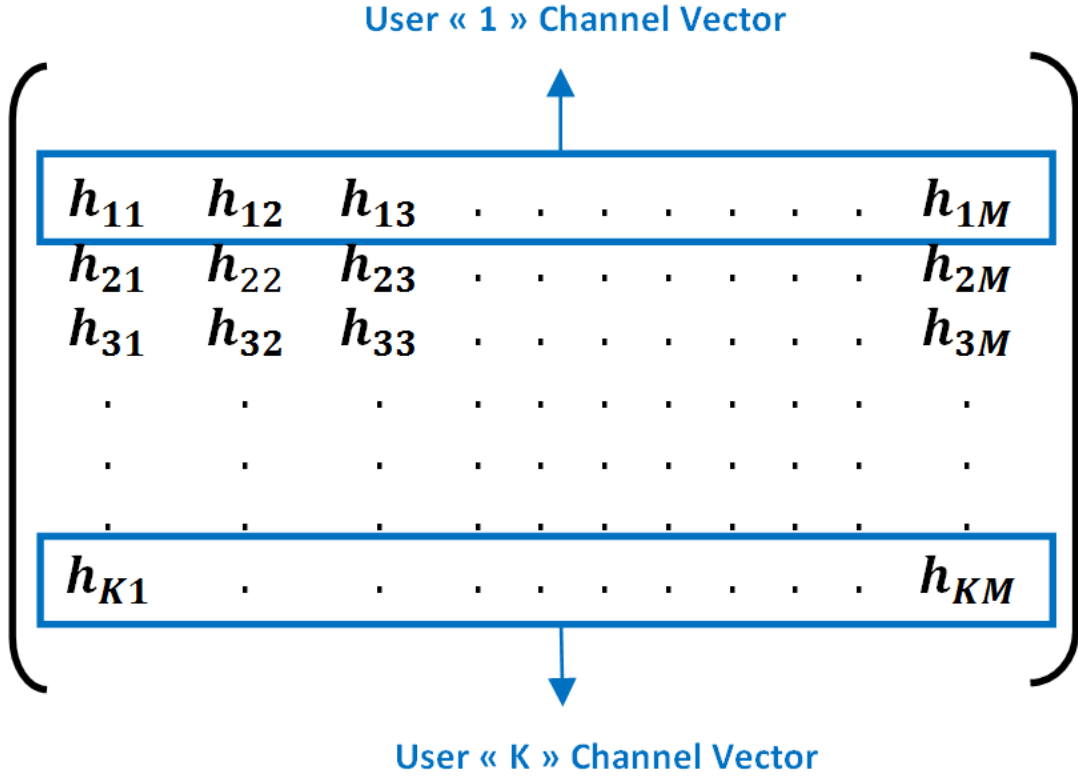 User « 1 » Channel Vector
h11 h12 h13 . . . . . . . h1M
h21 h22 h23 . . . . . . . h2M
h31 h32 h33 . . . . . . . h3M
. . . . . . . . . . .
. . . . . . . . . . .
. . . . . . . . . . .
hK1 . . . . . . . . . hKM
User « K » Channel Vector